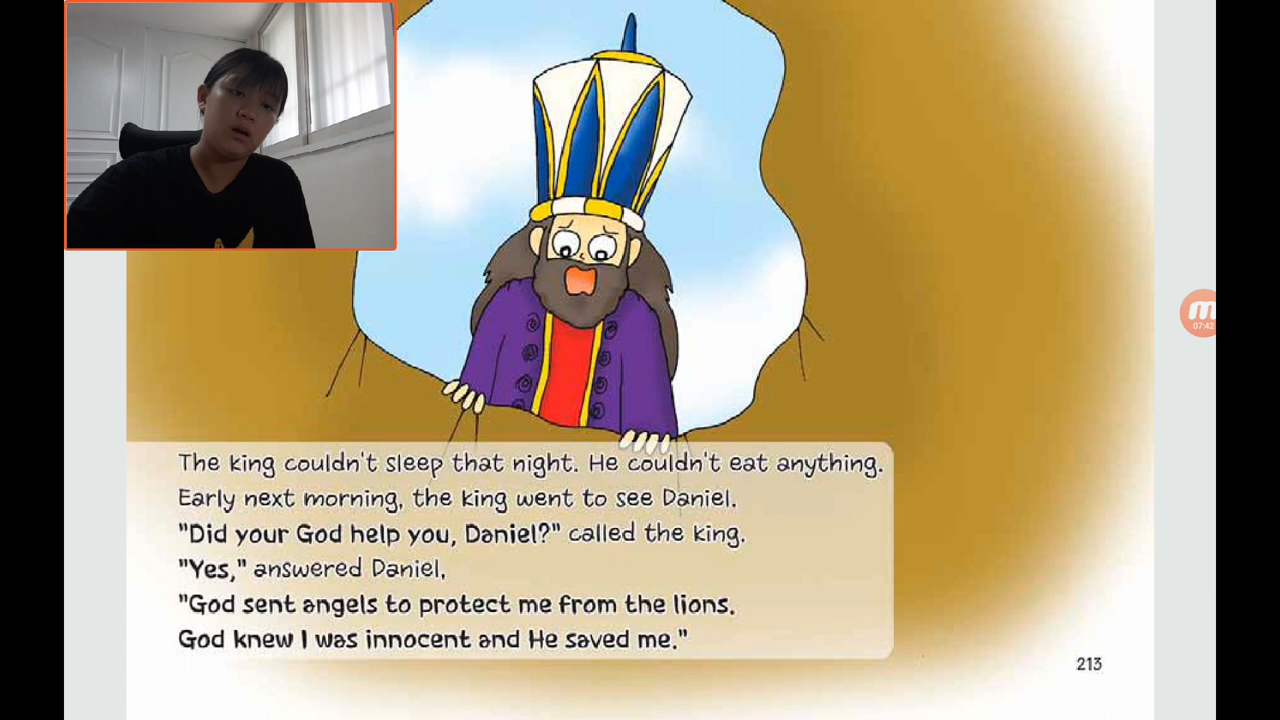 The king couldn't sleep that night. He couldn't eat anything.
Early next morning, the king went to see Daniel.
"Did your God help you, Daniel?" called the king.
"Yes," answered Daniel,
"God sent angels to protect me from the lions.
God knew I was innocent and He saved me."
213
m
07:42